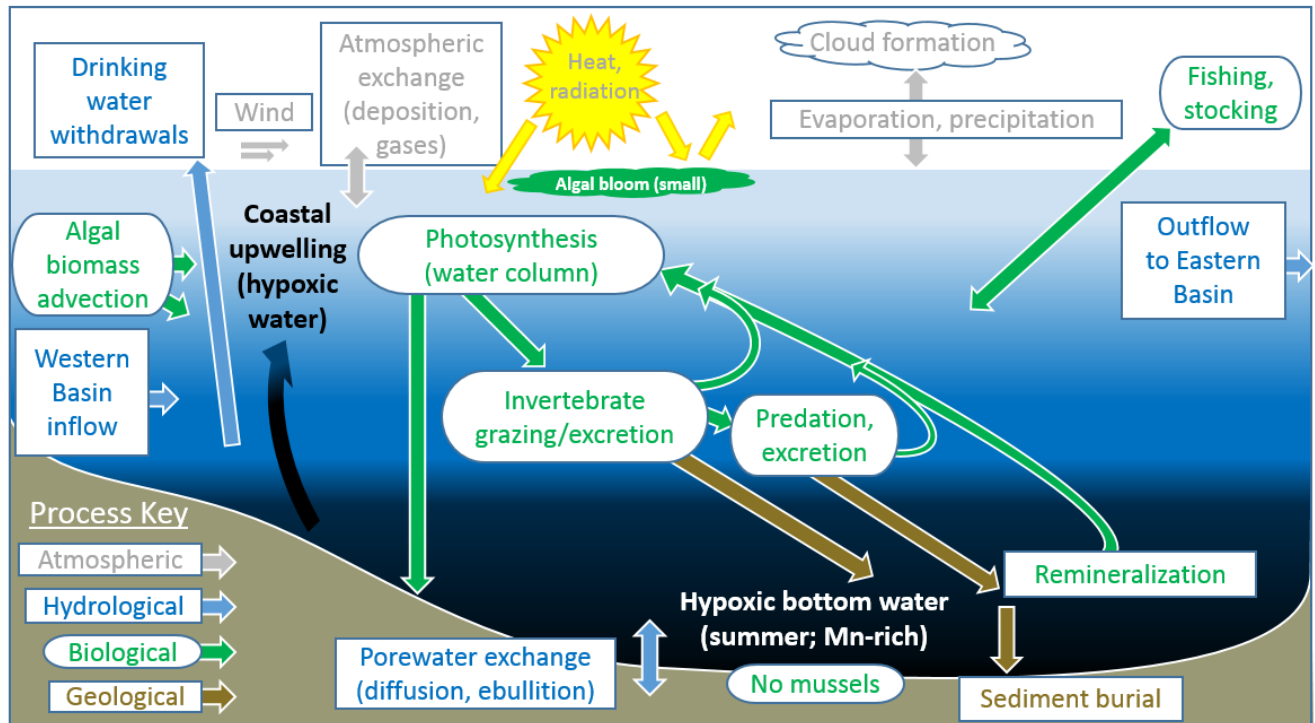 Drinking
water
withdrawals
Wind
Atmospheric
exchange
(deposition,
gases)
Heat,
radiation
Cloud formation
Evaporation, precipitation
Fishing,
stocking
Algal bloom (small)
Algal
biomass
advection
Coastal
upwelling
(hypoxic
water)
Photosynthesis
(water column)
Outflow
to Eastern
Basin
Western
Basin
inflow
Invertebrate
grazing/excretion
Predation,
excretion
Process Key
Atmospheric
Hydrological
Biological
Geological
Remineralization
Hypoxic bottom water
(summer; Mn-rich)
Porewater exchange
(diffusion, ebullition)
No mussels
Sediment burial